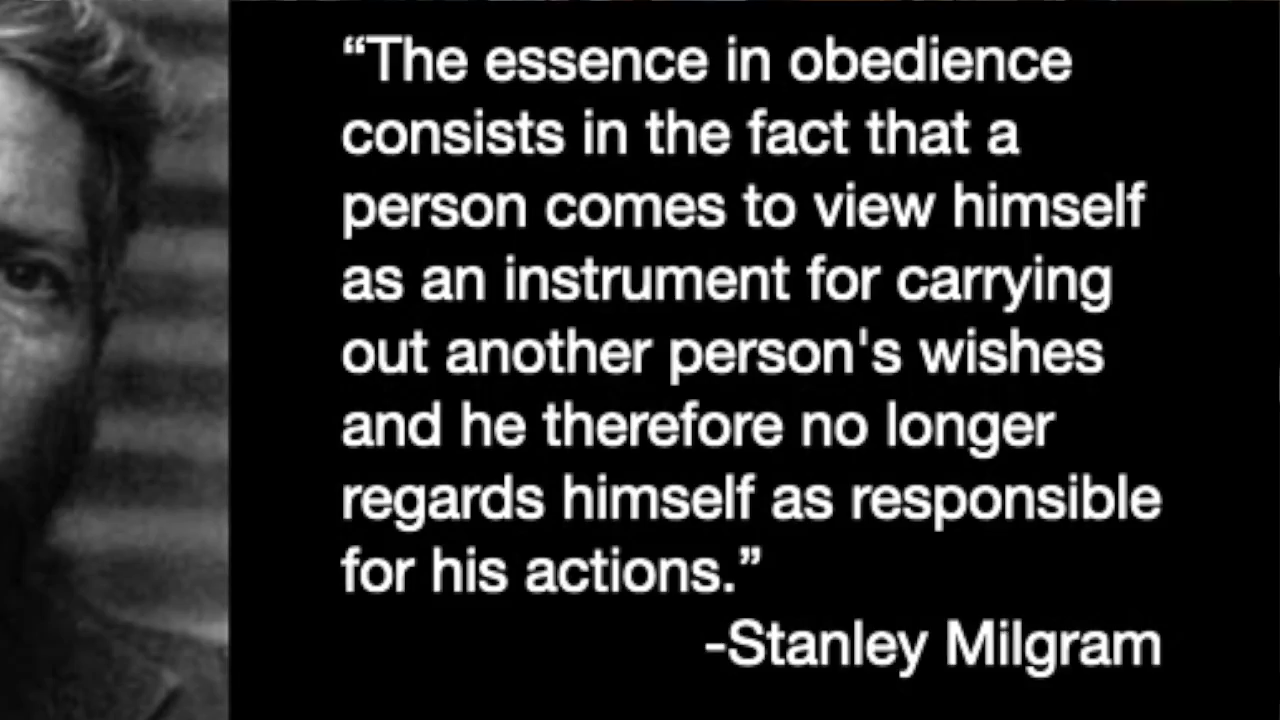 “The essence in obedience
consists in the fact that a
person comes to view himself
as an instrument for carrying
out another person's wishes
and he therefore no longer
regards himself as responsible
for his actions.”
-Stanley Milgram